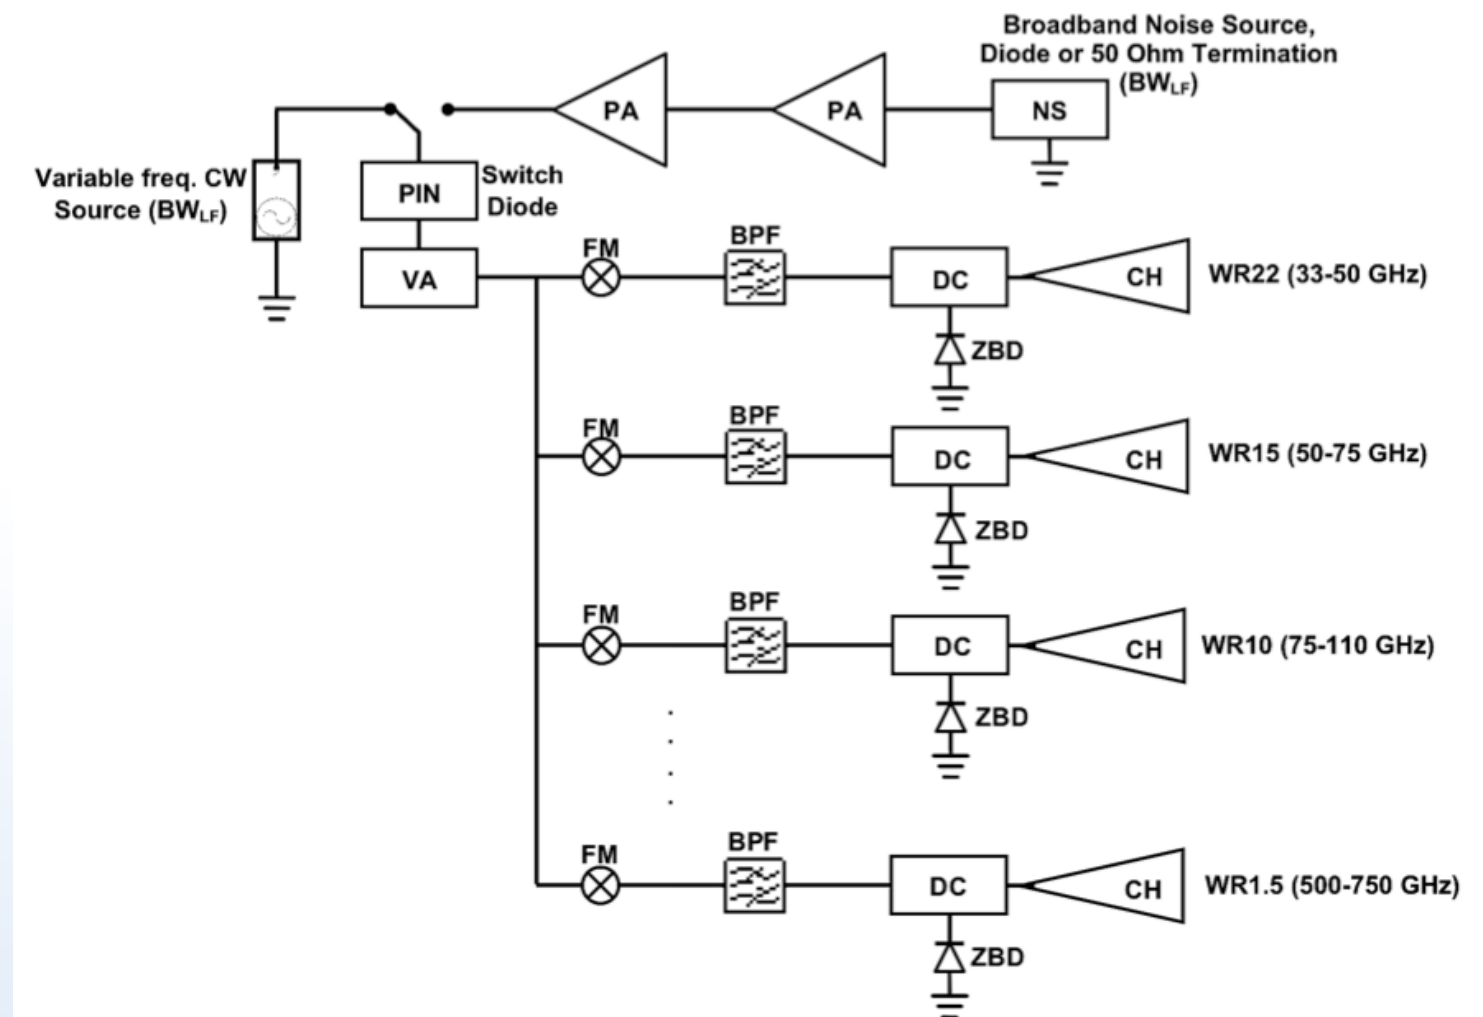 Broadband Noise Source,
Diode or 50 Ohm Termination
(BWLF)
PA
PA
NS
Variable freq. CW
Source (BWLF)
PIN
Switch
Diode
VA
FM
BPF
DC
CH
WR22 (33-50 GHz)
ZBD
FM
BPF
DC
CH
WR15 (50-75 GHz)
ZBD
FM
BPF
DC
CH
WR10 (75-110 GHz)
ZBD
FM
BPF
DC
CH
WR1.5 (500-750 GHz)
ZBD